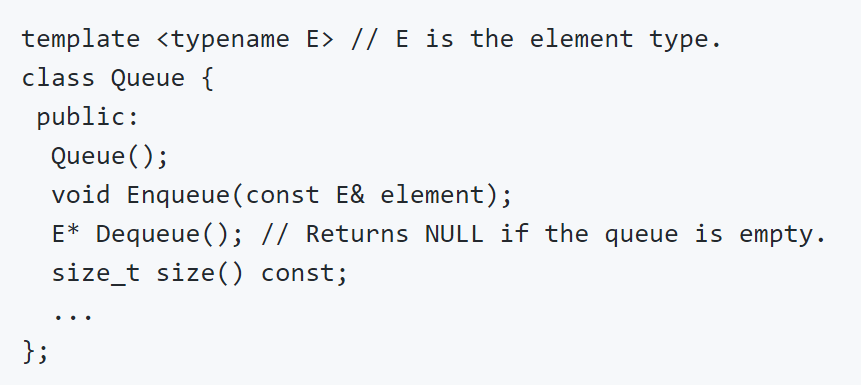 template <typename E> // E is the element type.
class Queue {
 public:
  Queue();
  void Enqueue(const E& element);
  E* Dequeue(); // Returns NULL if the queue is empty.
  size_t size() const;
  ...
};